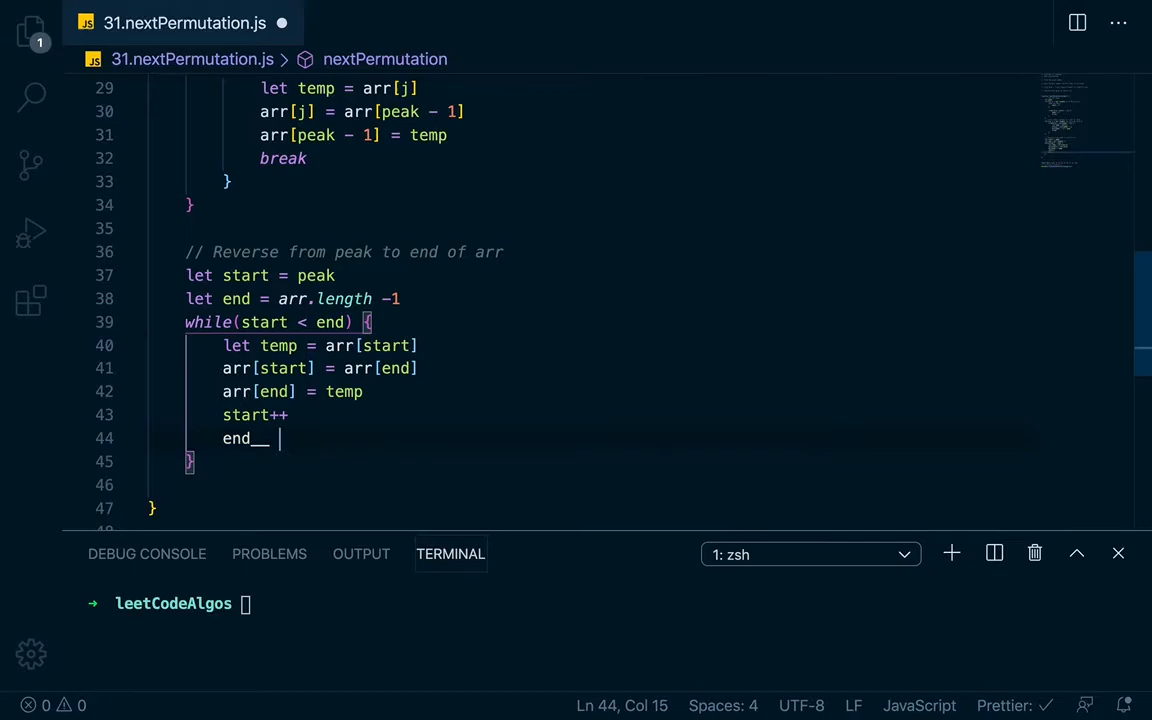 1
JS 31.nextPermutation.js
JS 31.nextPermutation.js > nextPermutation
29 let temp = arr[j]
30 arr[j] = arr[peak - 1]
31 arr[peak - 1] = temp
32 break
33 }
34 }
35
36 // Reverse from peak to end of arr
37 let start = peak
38 let end = arr.length -1
39 while(start < end) {
40 let temp = arr[start]
41 arr[start] = arr[end]
42 arr[end] = temp
43 start++
44 end__
45 }
46
47 }
DEBUG CONSOLE PROBLEMS OUTPUT TERMINAL 1: zsh
→ leetCodeAlgos
0 0 Ln 44, Col 15 Spaces: 4 UTF-8 LF JavaScript Prettier: ✓